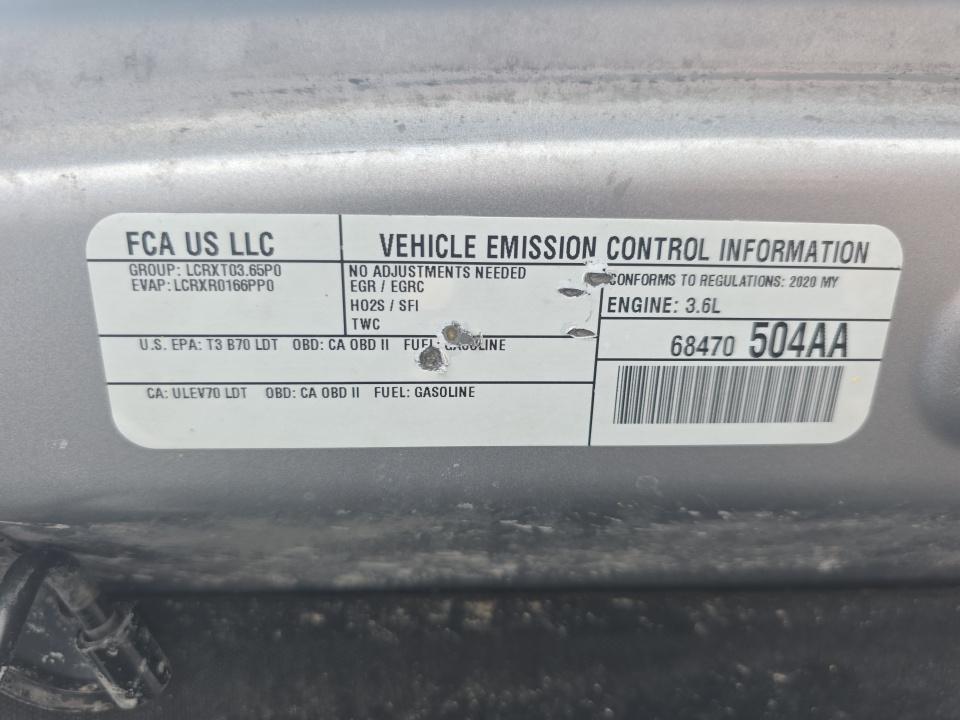 FCA US LLC
VEHICLE EMISSION CONTROL INFORMATION
GROUP: LCRXT03.65P0
EVAP: LCRXR0166PP0
NO ADJUSTMENTS NEEDED
EGR / EGRC
HO2S / SFI
TWC
CONFORMS TO REGULATIONS: 2020 MY
ENGINE: 3.6L
U.S. EPA: T3 B70 LDT OBD: CA OBD II FUEL: GASOLINE
68470 504AA
CA: ULEV70 LDT OBD: CA OBD II FUEL: GASOLINE